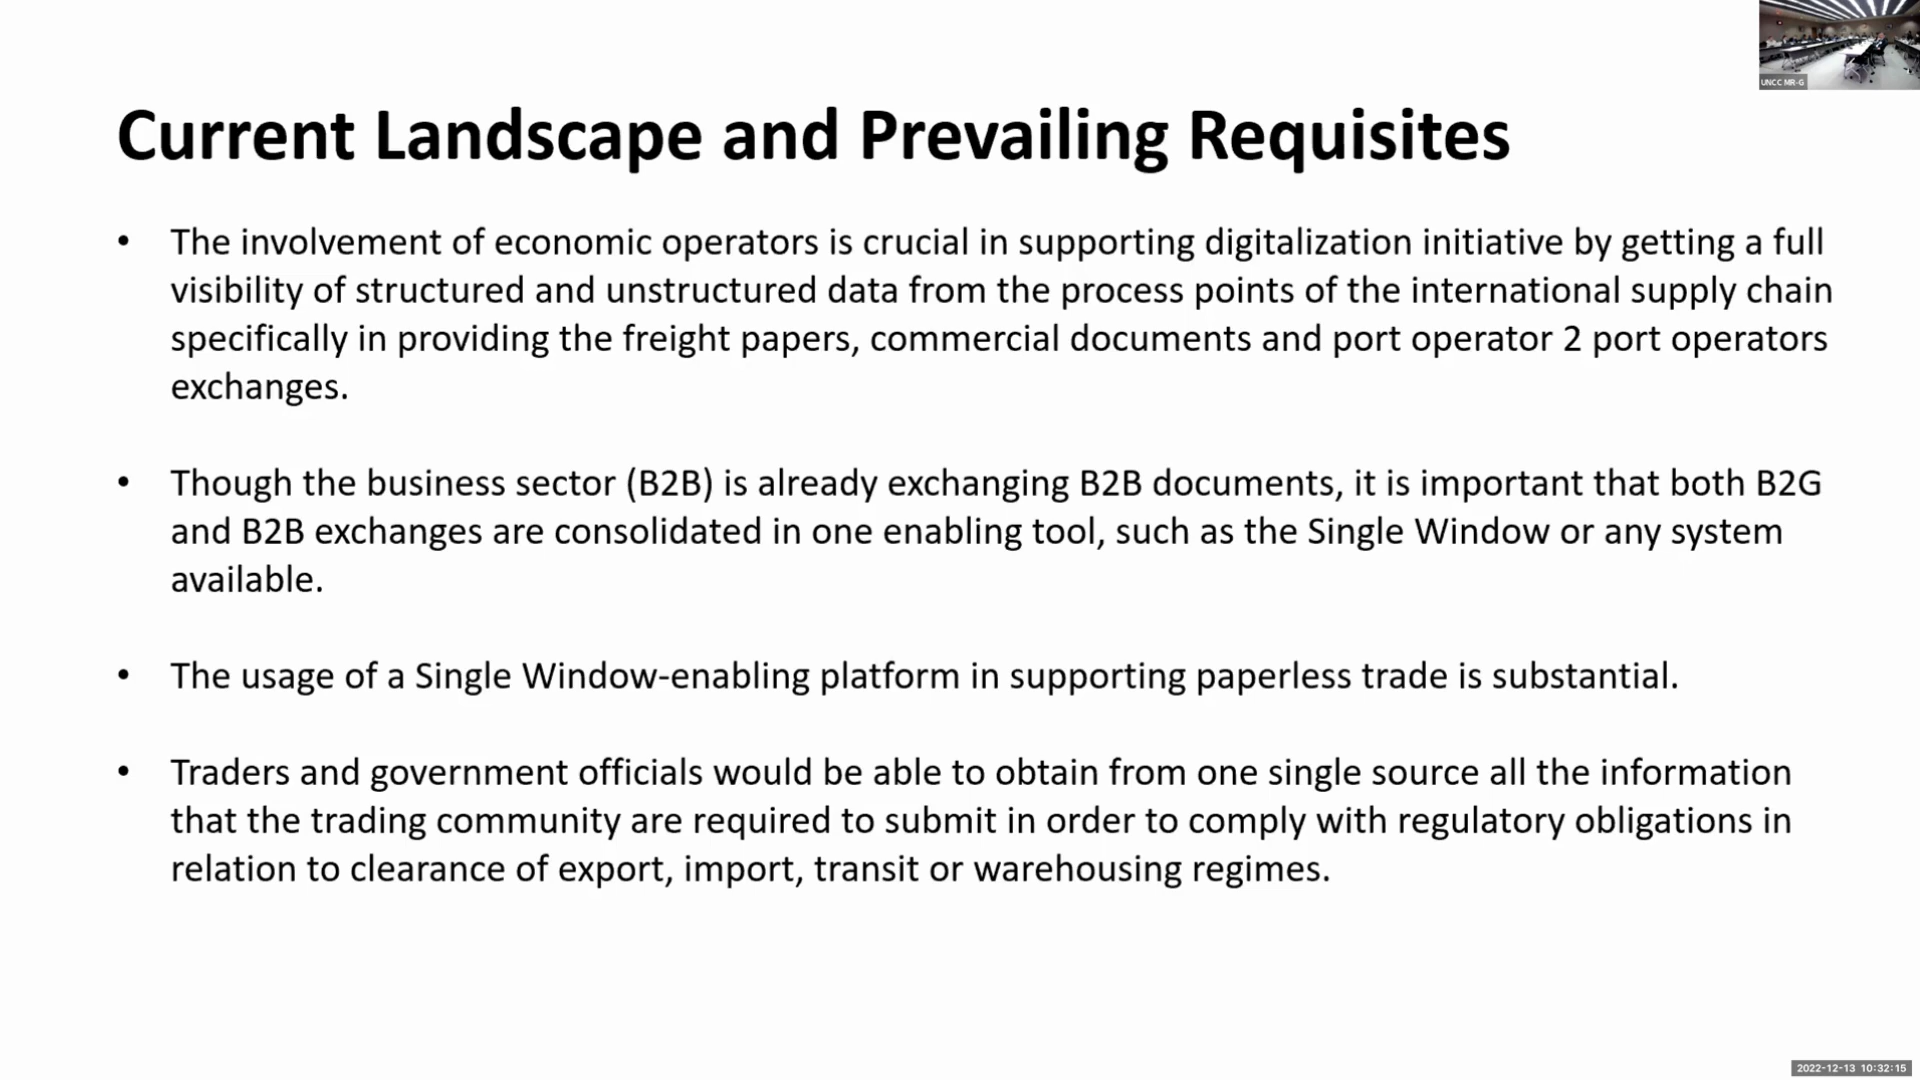 UNCC MR-G
Current Landscape and Prevailing Requisites
• The involvement of economic operators is crucial in supporting digitalization initiative by getting a full
visibility of structured and unstructured data from the process points of the international supply chain
specifically in providing the freight papers, commercial documents and port operator 2 port operators
exchanges.
• Though the business sector (B2B) is already exchanging B2B documents, it is important that both B2G
and B2B exchanges are consolidated in one enabling tool, such as the Single Window or any system
available.
• The usage of a Single Window-enabling platform in supporting paperless trade is substantial.
• Traders and government officials would be able to obtain from one single source all the information
that the trading community are required to submit in order to comply with regulatory obligations in
relation to clearance of export, import, transit or warehousing regimes.
2022-12-13 10:32:15